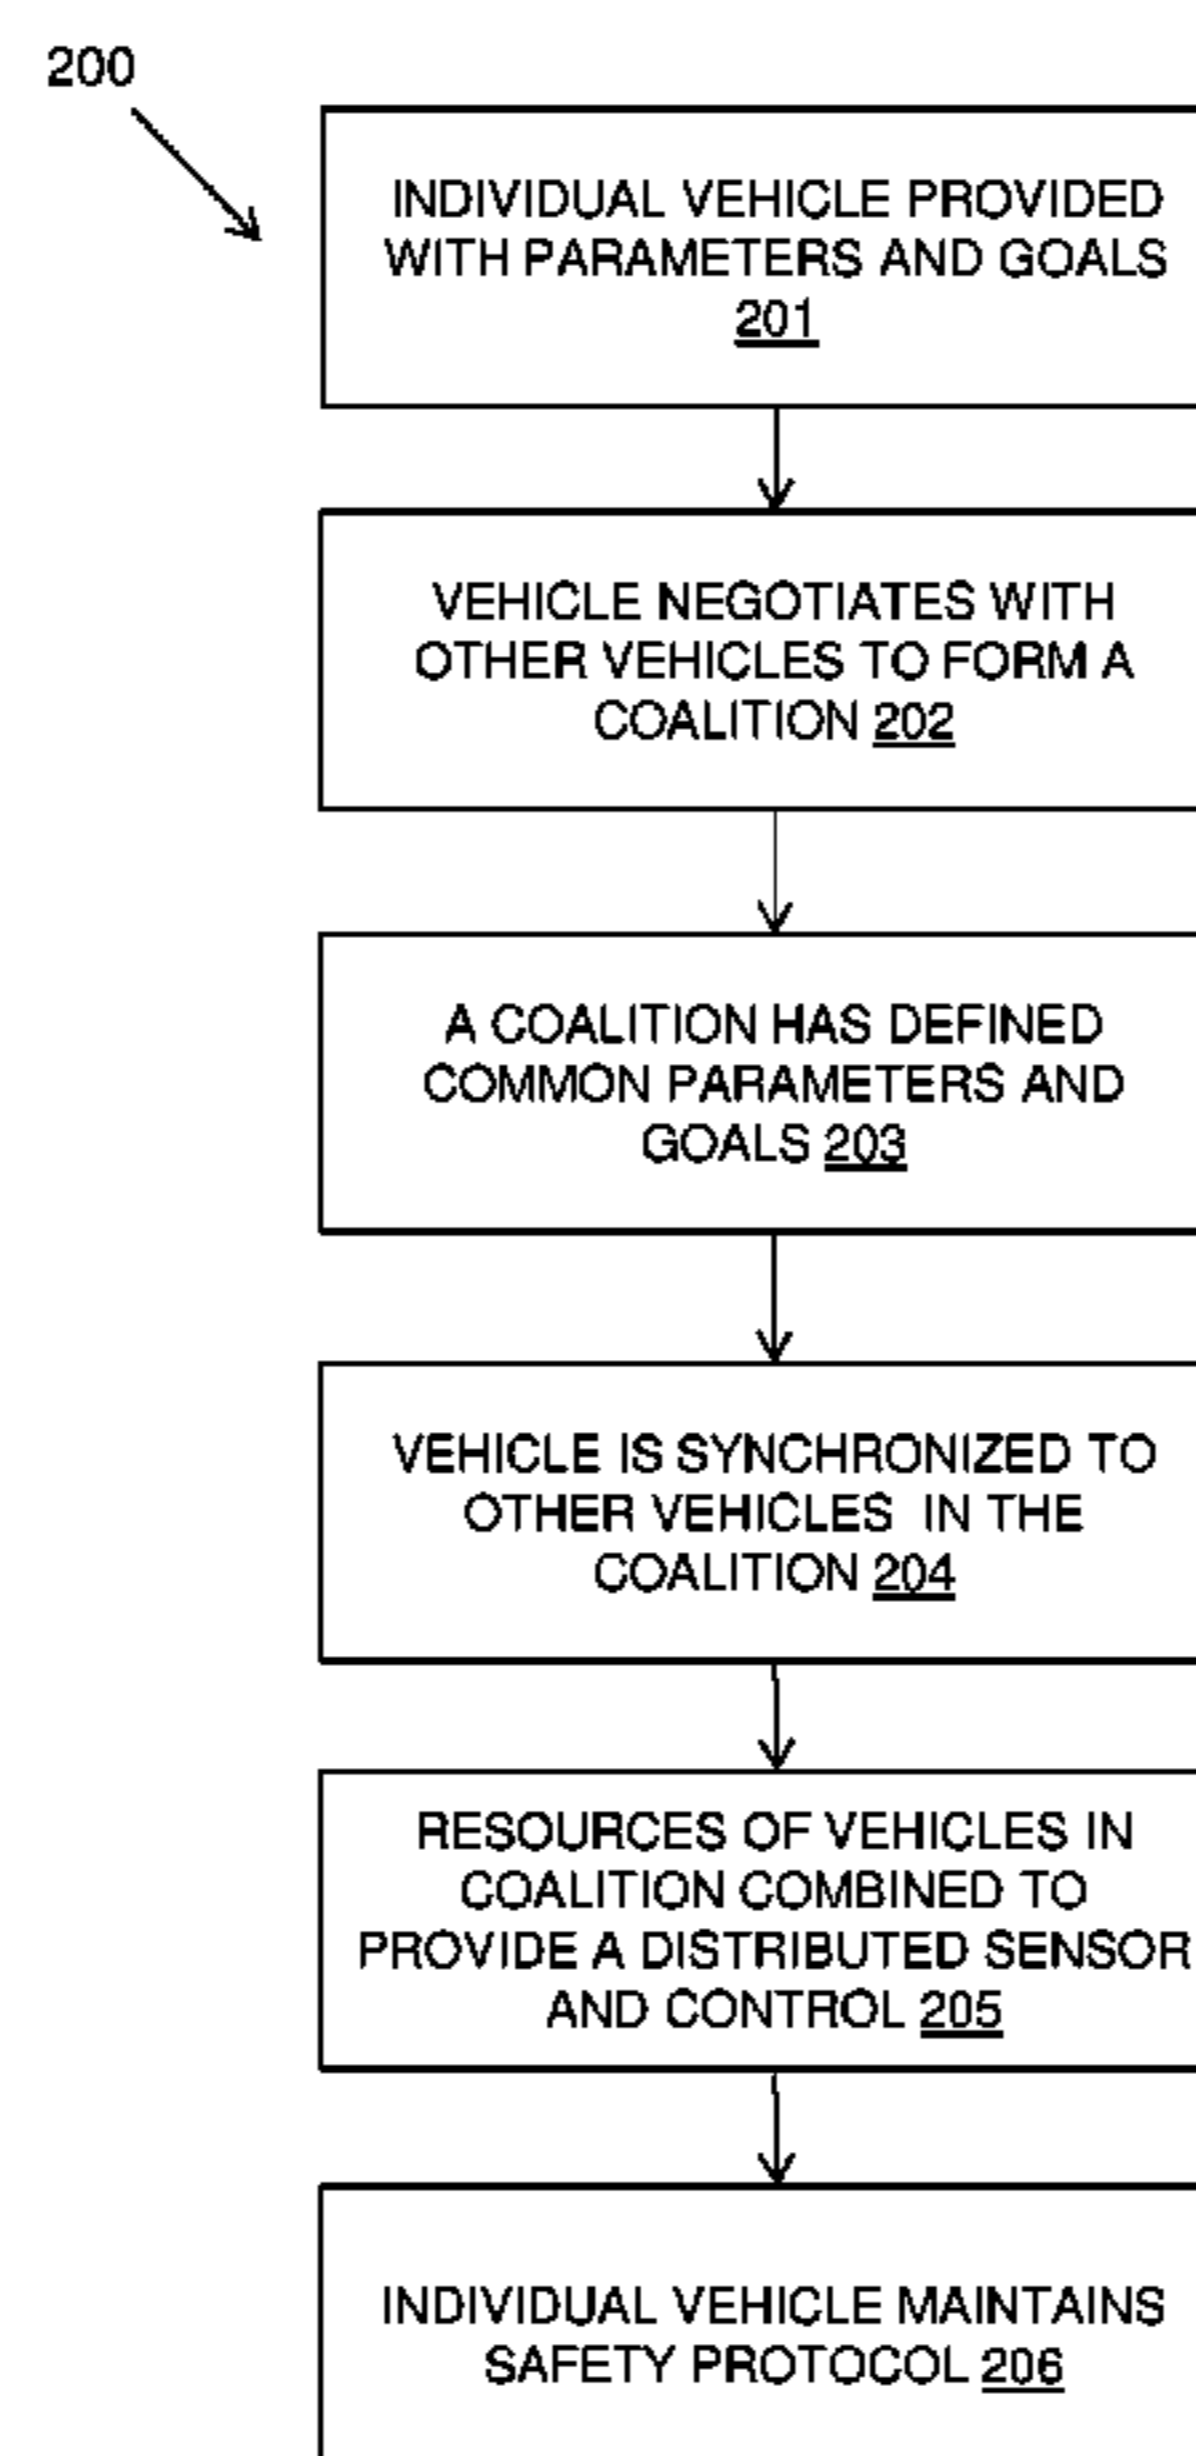 200
INDIVIDUAL VEHICLE PROVIDED
WITH PARAMETERS AND GOALS
201
VEHICLE NEGOTIATES WITH
OTHER VEHICLES TO FORM A
COALITION 202
A COALITION HAS DEFINED
COMMON PARAMETERS AND
GOALS 203
VEHICLE IS SYNCHRONIZED TO
OTHER VEHICLES IN THE
COALITION 204
RESOURCES OF VEHICLES IN
COALITION COMBINED TO
PROVIDE A DISTRIBUTED SENSOR
AND CONTROL 205
INDIVIDUAL VEHICLE MAINTAINS
SAFETY PROTOCOL 206